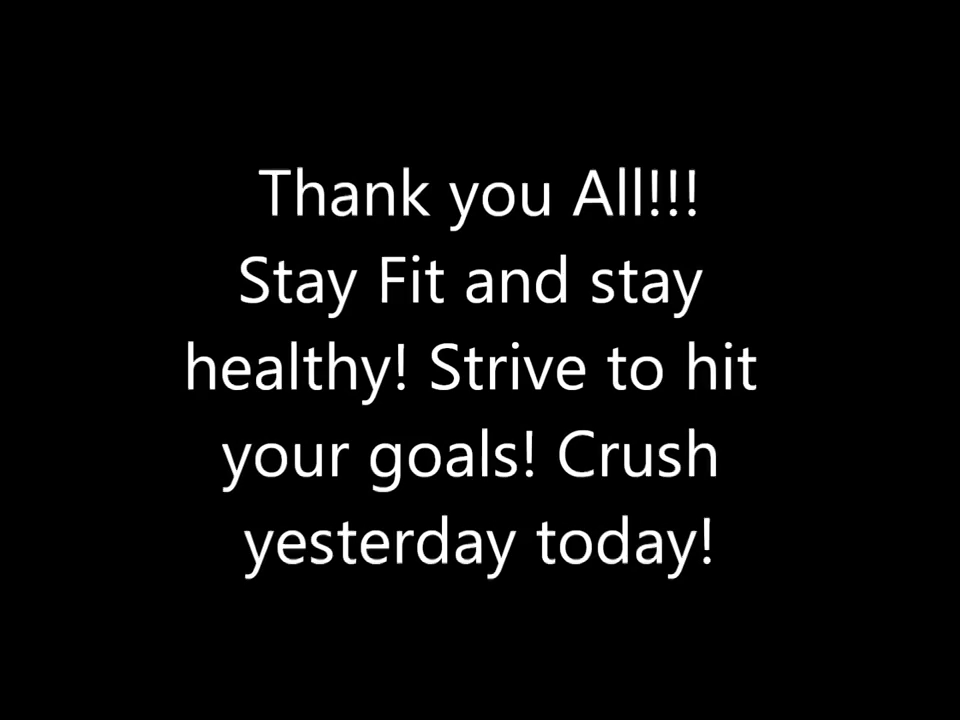 Thank you All!!!
Stay Fit and stay
healthy! Strive to hit
your goals! Crush
yesterday today!